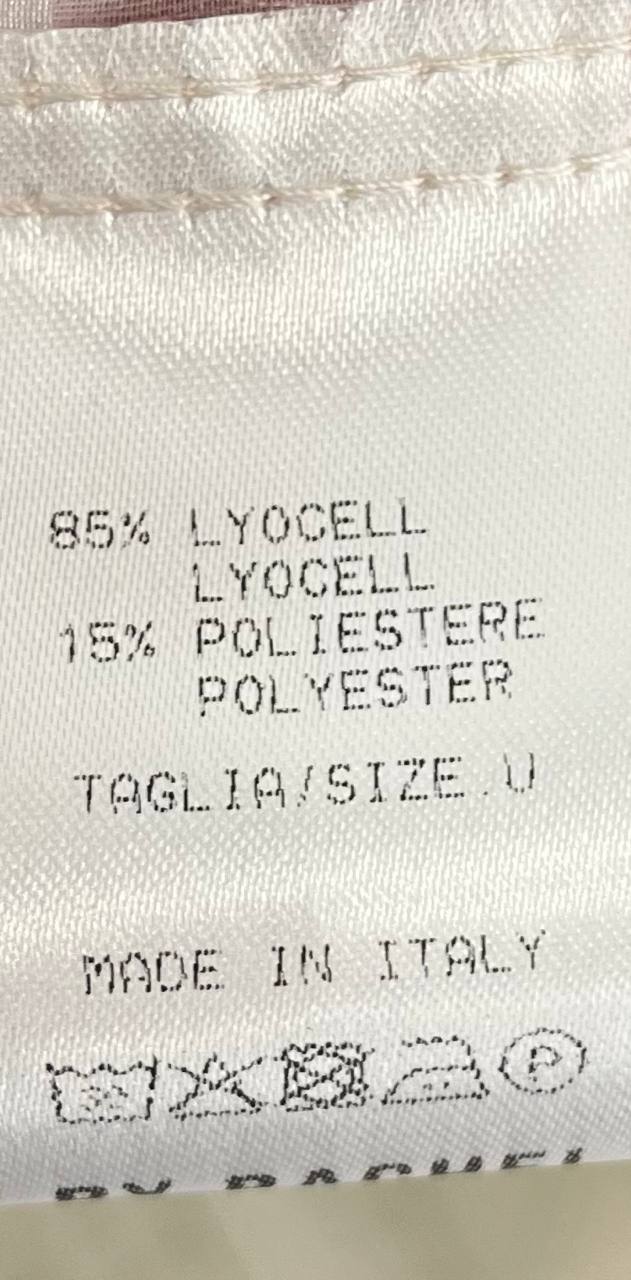 85% LYOCELL
LYOCELL
15% POLIESTERE
POLYESTER
TAGLIA/SIZE.U
MADE IN ITALY
P